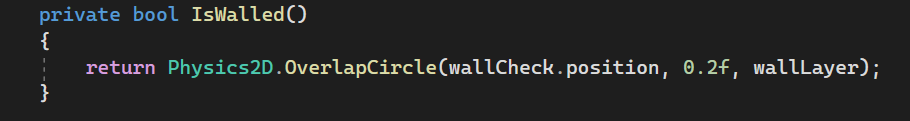 private bool IsWalled()
{
    return Physics2D.OverlapCircle(wallCheck.position, 0.2f, wallLayer);
}